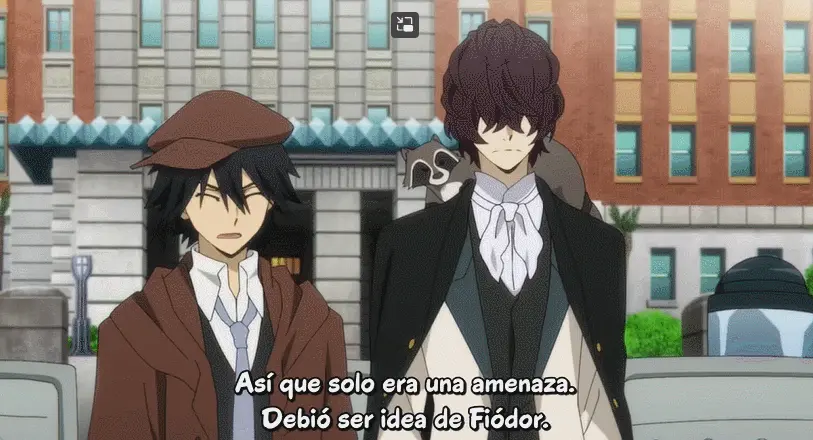 Así que solo era una amenaza.
Debió ser idea de Fiódor.